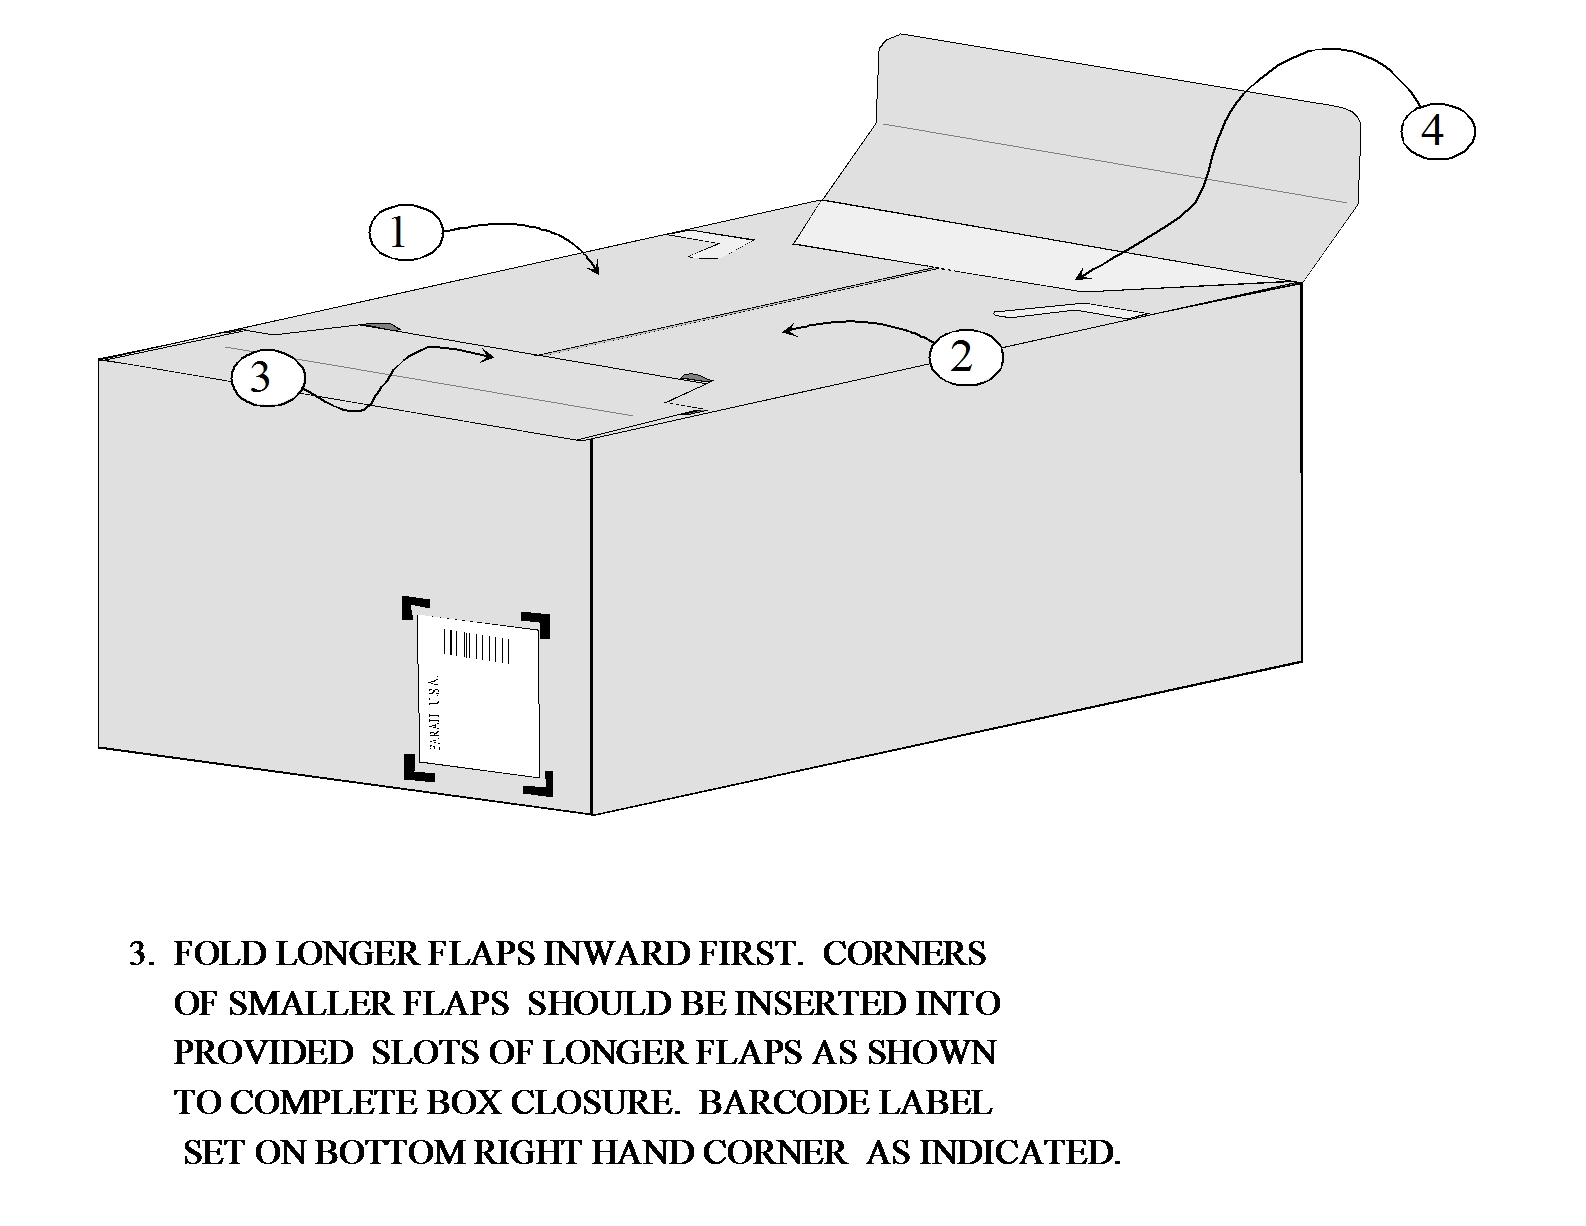 4
1
2
3
FARAH U.S.A.
3. FOLD LONGER FLAPS INWARD FIRST. CORNERS
OF SMALLER FLAPS SHOULD BE INSERTED INTO
PROVIDED SLOTS OF LONGER FLAPS AS SHOWN
TO COMPLETE BOX CLOSURE. BARCODE LABEL
SET ON BOTTOM RIGHT HAND CORNER AS INDICATED.